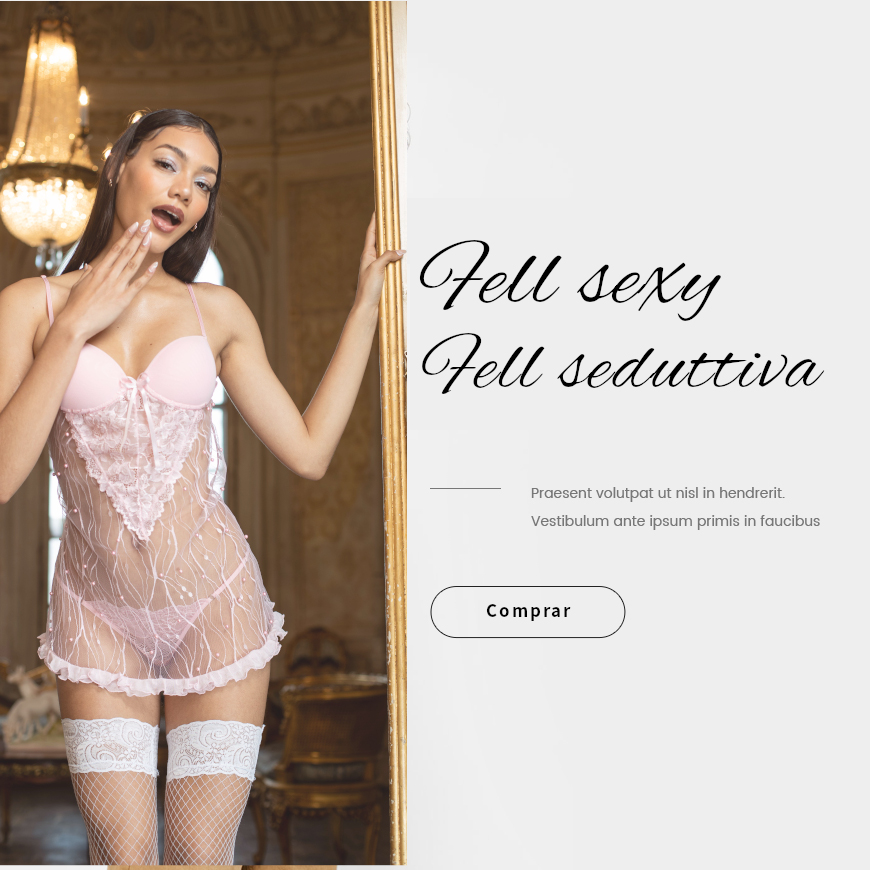 Fell sexy
Fell seduttiva
Praesent volutpat ut nisl in hendrerit.
Vestibulum ante ipsum primis in faucibus
Comprar